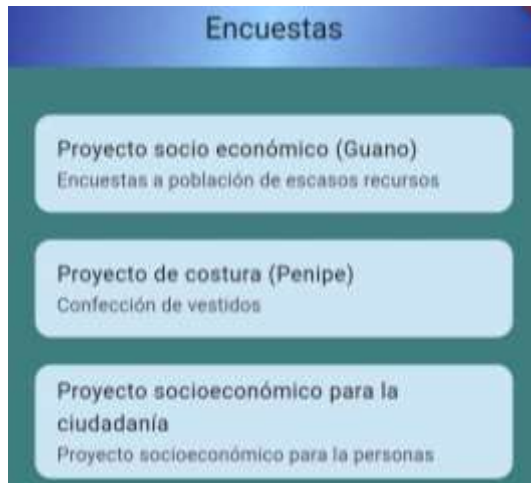 Encuestas
Proyecto socio económico (Guano)
Encuestas a población de escasos recursos
Proyecto de costura (Penipe)
Confección de vestidos
Proyecto socioeconómico para la
ciudadanía
Proyecto socioeconómico para la personas